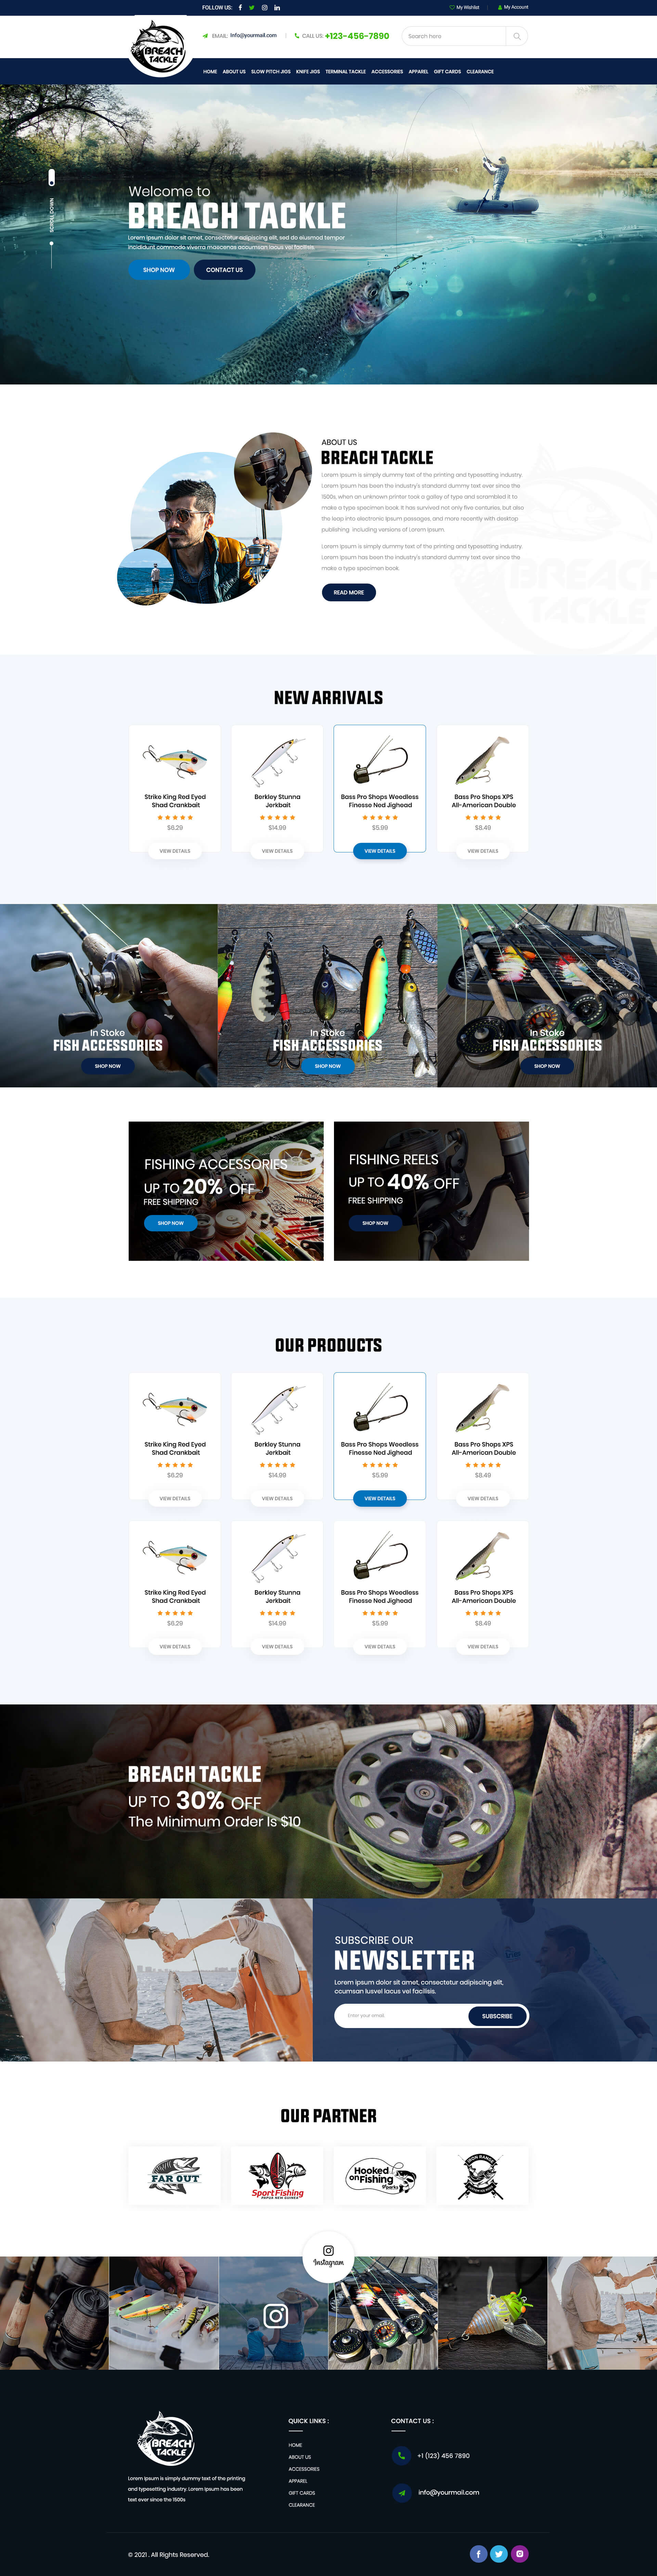 FOLLOW US:
My Wishlist
My Account
BREACH
TACKLE
EMAIL: info@yourmail.com
CALL US: +123-456-7890
Search here
HOME ABOUT US SLOW PITCH JIGS KNIFE JIGS TERMINAL TACKLE ACCESSORIES APPAREL GIFT CARDS CLEARANCE
SCROLL DOWN
Welcome to
BREACH TACKLE
Lorem ipsum dolor sit amet, consectetur adipiscing elit, sed do eiusmod tempor
incididunt commodo viverra maecenas accumsan lacus vel facilisis.
SHOP NOW
CONTACT US
ABOUT US
BREACH TACKLE
Lorem Ipsum is simply dummy text of the printing and typesetting industry.
Lorem Ipsum has been the industry's standard dummy text ever since the
1500s, when an unknown printer took a galley of type and scrambled it to
make a type specimen book. It has survived not only five centuries, but also
the leap into electronic Ipsum passages, and more recently with desktop
publishing including versions of Lorem Ipsum.
Lorem Ipsum is simply dummy text of the printing and typesetting industry.
Lorem Ipsum has been the industry's standard dummy text ever since the
make a type specimen book.
READ MORE
BREACH
TACKLE
NEW ARRIVALS
Strike King Red Eyed
Shad Crankbait
$6.29
VIEW DETAILS
Berkley Stunna
Jerkbait
$14.99
VIEW DETAILS
Bass Pro Shops Weedless
Finesse Ned Jighead
$5.99
VIEW DETAILS
Bass Pro Shops XPS
All-American Double
$8.49
VIEW DETAILS
In Stoke
FISH ACCESSORIES
SHOP NOW
In Stoke
FISH ACCESSORIES
SHOP NOW
In Stoke
FISH ACCESSORIES
SHOP NOW
FISHING ACCESSORIES
UP TO 20% OFF
FREE SHIPPING
SHOP NOW
FISHING REELS
UP TO 40% OFF
FREE SHIPPING
SHOP NOW
OUR PRODUCTS
Strike King Red Eyed
Shad Crankbait
$6.29
VIEW DETAILS
Berkley Stunna
Jerkbait
$14.99
VIEW DETAILS
Bass Pro Shops Weedless
Finesse Ned Jighead
$5.99
VIEW DETAILS
Bass Pro Shops XPS
All-American Double
$8.49
VIEW DETAILS
Strike King Red Eyed
Shad Crankbait
$6.29
VIEW DETAILS
Berkley Stunna
Jerkbait
$14.99
VIEW DETAILS
Bass Pro Shops Weedless
Finesse Ned Jighead
$5.99
VIEW DETAILS
Bass Pro Shops XPS
All-American Double
$8.49
VIEW DETAILS
BREACH TACKLE
UP TO 30% OFF
The Minimum Order Is $10
SUBSCRIBE OUR
NEWSLETTER
Lorem ipsum dolor sit amet, consectetur adipiscing elit,
ccumsan lusvel lacus vel facilisis.
Enter your email.
SUBSCRIBE
OUR PARTNER
FAR OUT
Sport Fishing
PAPUA NEW GUINEA
Hooked
on Fishing
@parks
Instagram
BREACH
TACKLE
Lorem Ipsum is simply dummy text of the printing
and typesetting industry. Lorem Ipsum has been
text ever since the 1500s
QUICK LINKS :
HOME
ABOUT US
ACCESSORIES
APPAREL
GIFT CARDS
CLEARANCE
CONTACT US :
+1 (123) 456 7890
info@yourmail.com
© 2021 . All Rights Reserved.